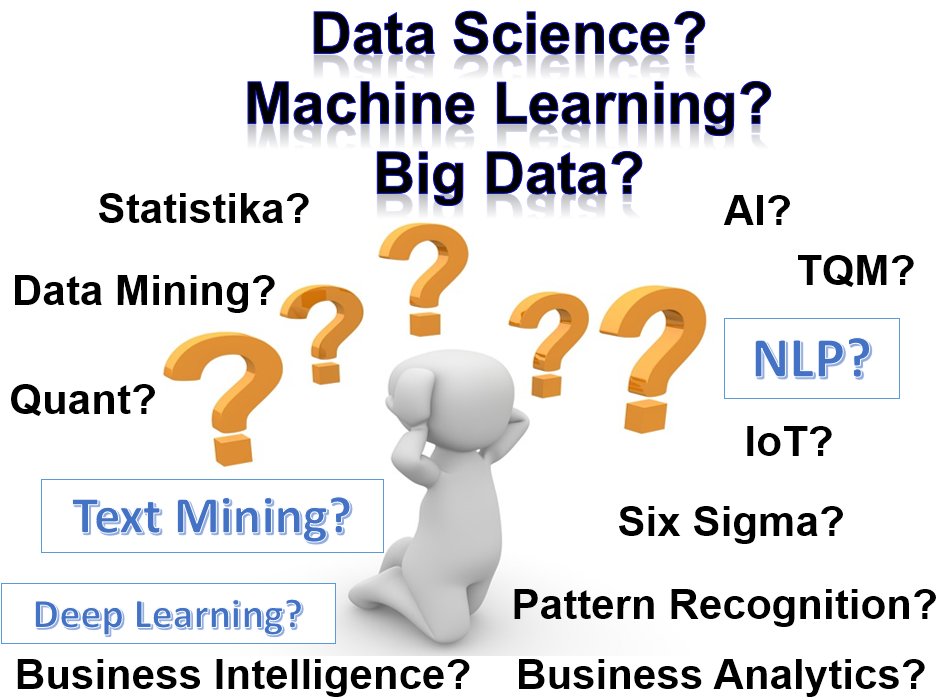 Data Science?
Machine Learning?
Big Data?
Statistika?
AI?
TQM?
Data Mining?
NLP?
Quant?
IoT?
Text Mining?
Six Sigma?
Deep Learning?
Pattern Recognition?
Business Intelligence?
Business Analytics?